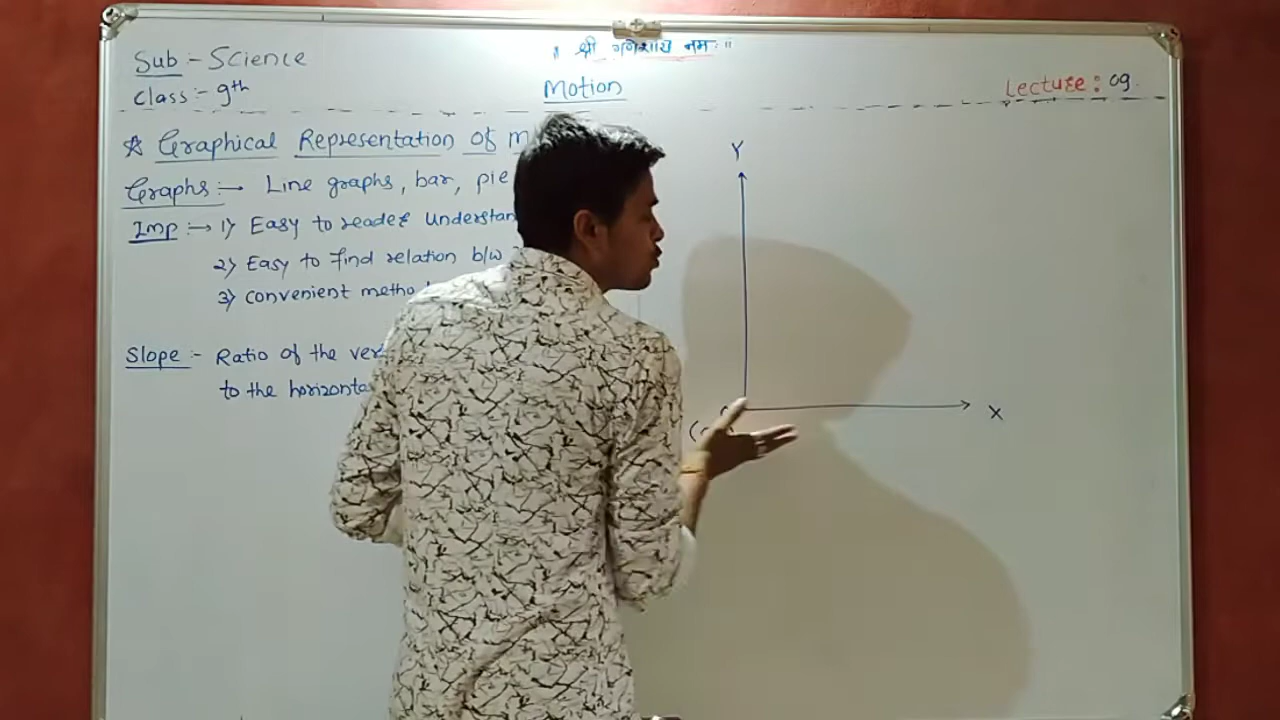 ॥ श्री गणेशाय नमः ॥
Sub :- Science
Class :- 9th
Motion
Lecture : 09.
☆ Graphical Representation of M
Graphs :→ Line graphs, bar, pie
Imp :→ 1) Easy to read & Understan
2) Easy to find relation b/w
3) convenient metho
Slope :- Ratio of the ver
to the horizonta
Y
X